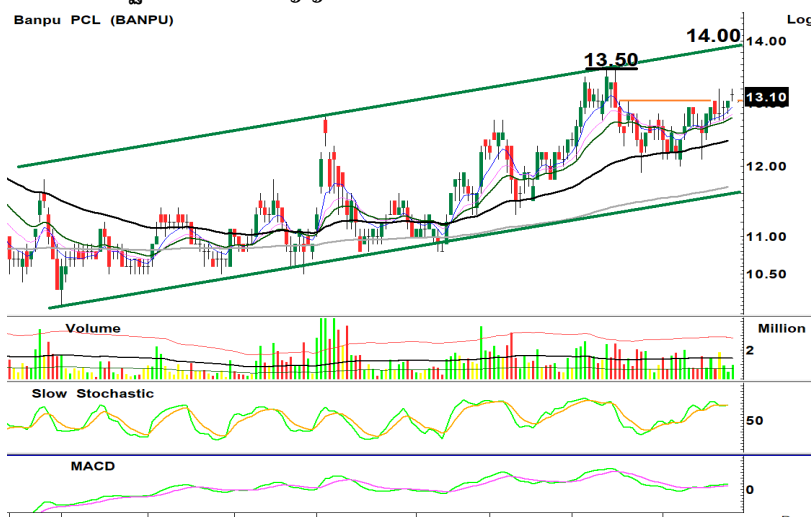 Banpu PCL (BANPU)
Log
14.00
14.00
13.50
13.10
12.00
11.00
10.50
Volume
Million
2
Slow Stochastic
50
MACD
0